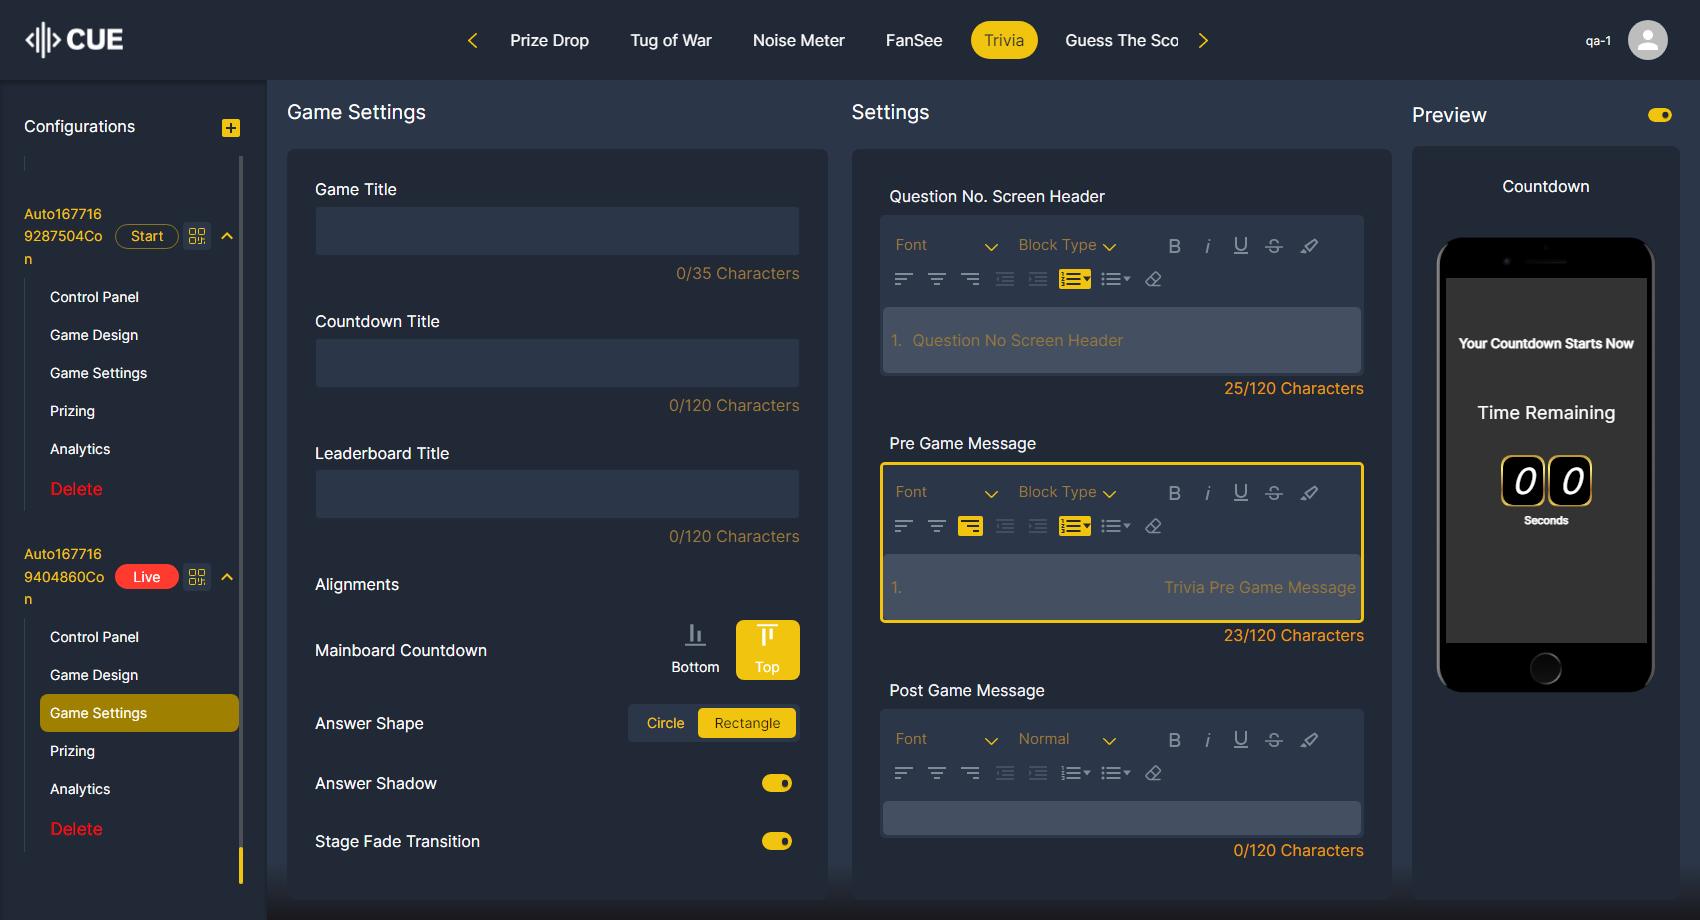 CUE
Prize Drop
Tug of War
Noise Meter
FanSee
Trivia
Guess The Sco
qa-1
Configurations
Auto167716
9287504Co
n
Start
Control Panel
Game Design
Game Settings
Prizing
Analytics
Delete
Auto167716
9404860Co
n
Live
Control Panel
Game Design
Game Settings
Prizing
Analytics
Delete
Game Settings
Game Title
0/35 Characters
Countdown Title
0/120 Characters
Leaderboard Title
0/120 Characters
Alignments
Mainboard Countdown
Bottom
Top
Answer Shape
Circle
Rectangle
Answer Shadow
Stage Fade Transition
Settings
Question No. Screen Header
Font
Block Type
B i U S
1. Question No Screen Header
25/120 Characters
Pre Game Message
Font
Block Type
B i U S
1. Trivia Pre Game Message
23/120 Characters
Post Game Message
Font
Normal
B i U S
0/120 Characters
Preview
Countdown
Your Countdown Starts Now
Time Remaining
0 0
Seconds